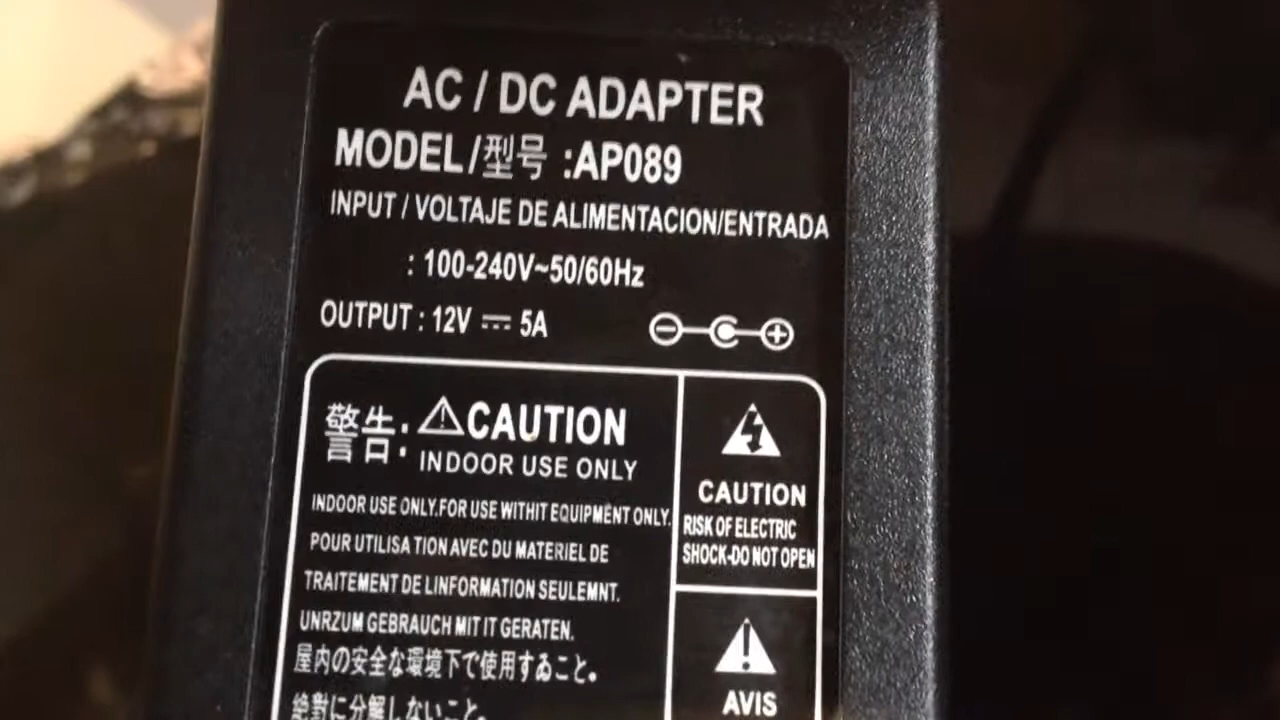 AC / DC ADAPTER
MODEL/型号 :AP089
INPUT / VOLTAJE DE ALIMENTACION/ENTRADA
: 100-240V~50/60Hz
OUTPUT : 12V ⎓ 5A
警告: ⚠CAUTION
INDOOR USE ONLY
INDOOR USE ONLY.FOR USE WITHIT EQUIPMENT ONLY.
POUR UTILISA TION AVEC DU MATERIEL DE
TRAITEMENT DE LINFORMATION SEULEMNT.
UNRZUM GEBRAUCH MIT IT GERATEN.
屋内の安全な環境下で使用すゐこと。
絶對に分解しないこと。
CAUTION
RISK OF ELECTRIC
SHOCK-DO NOT OPEN
AVIS